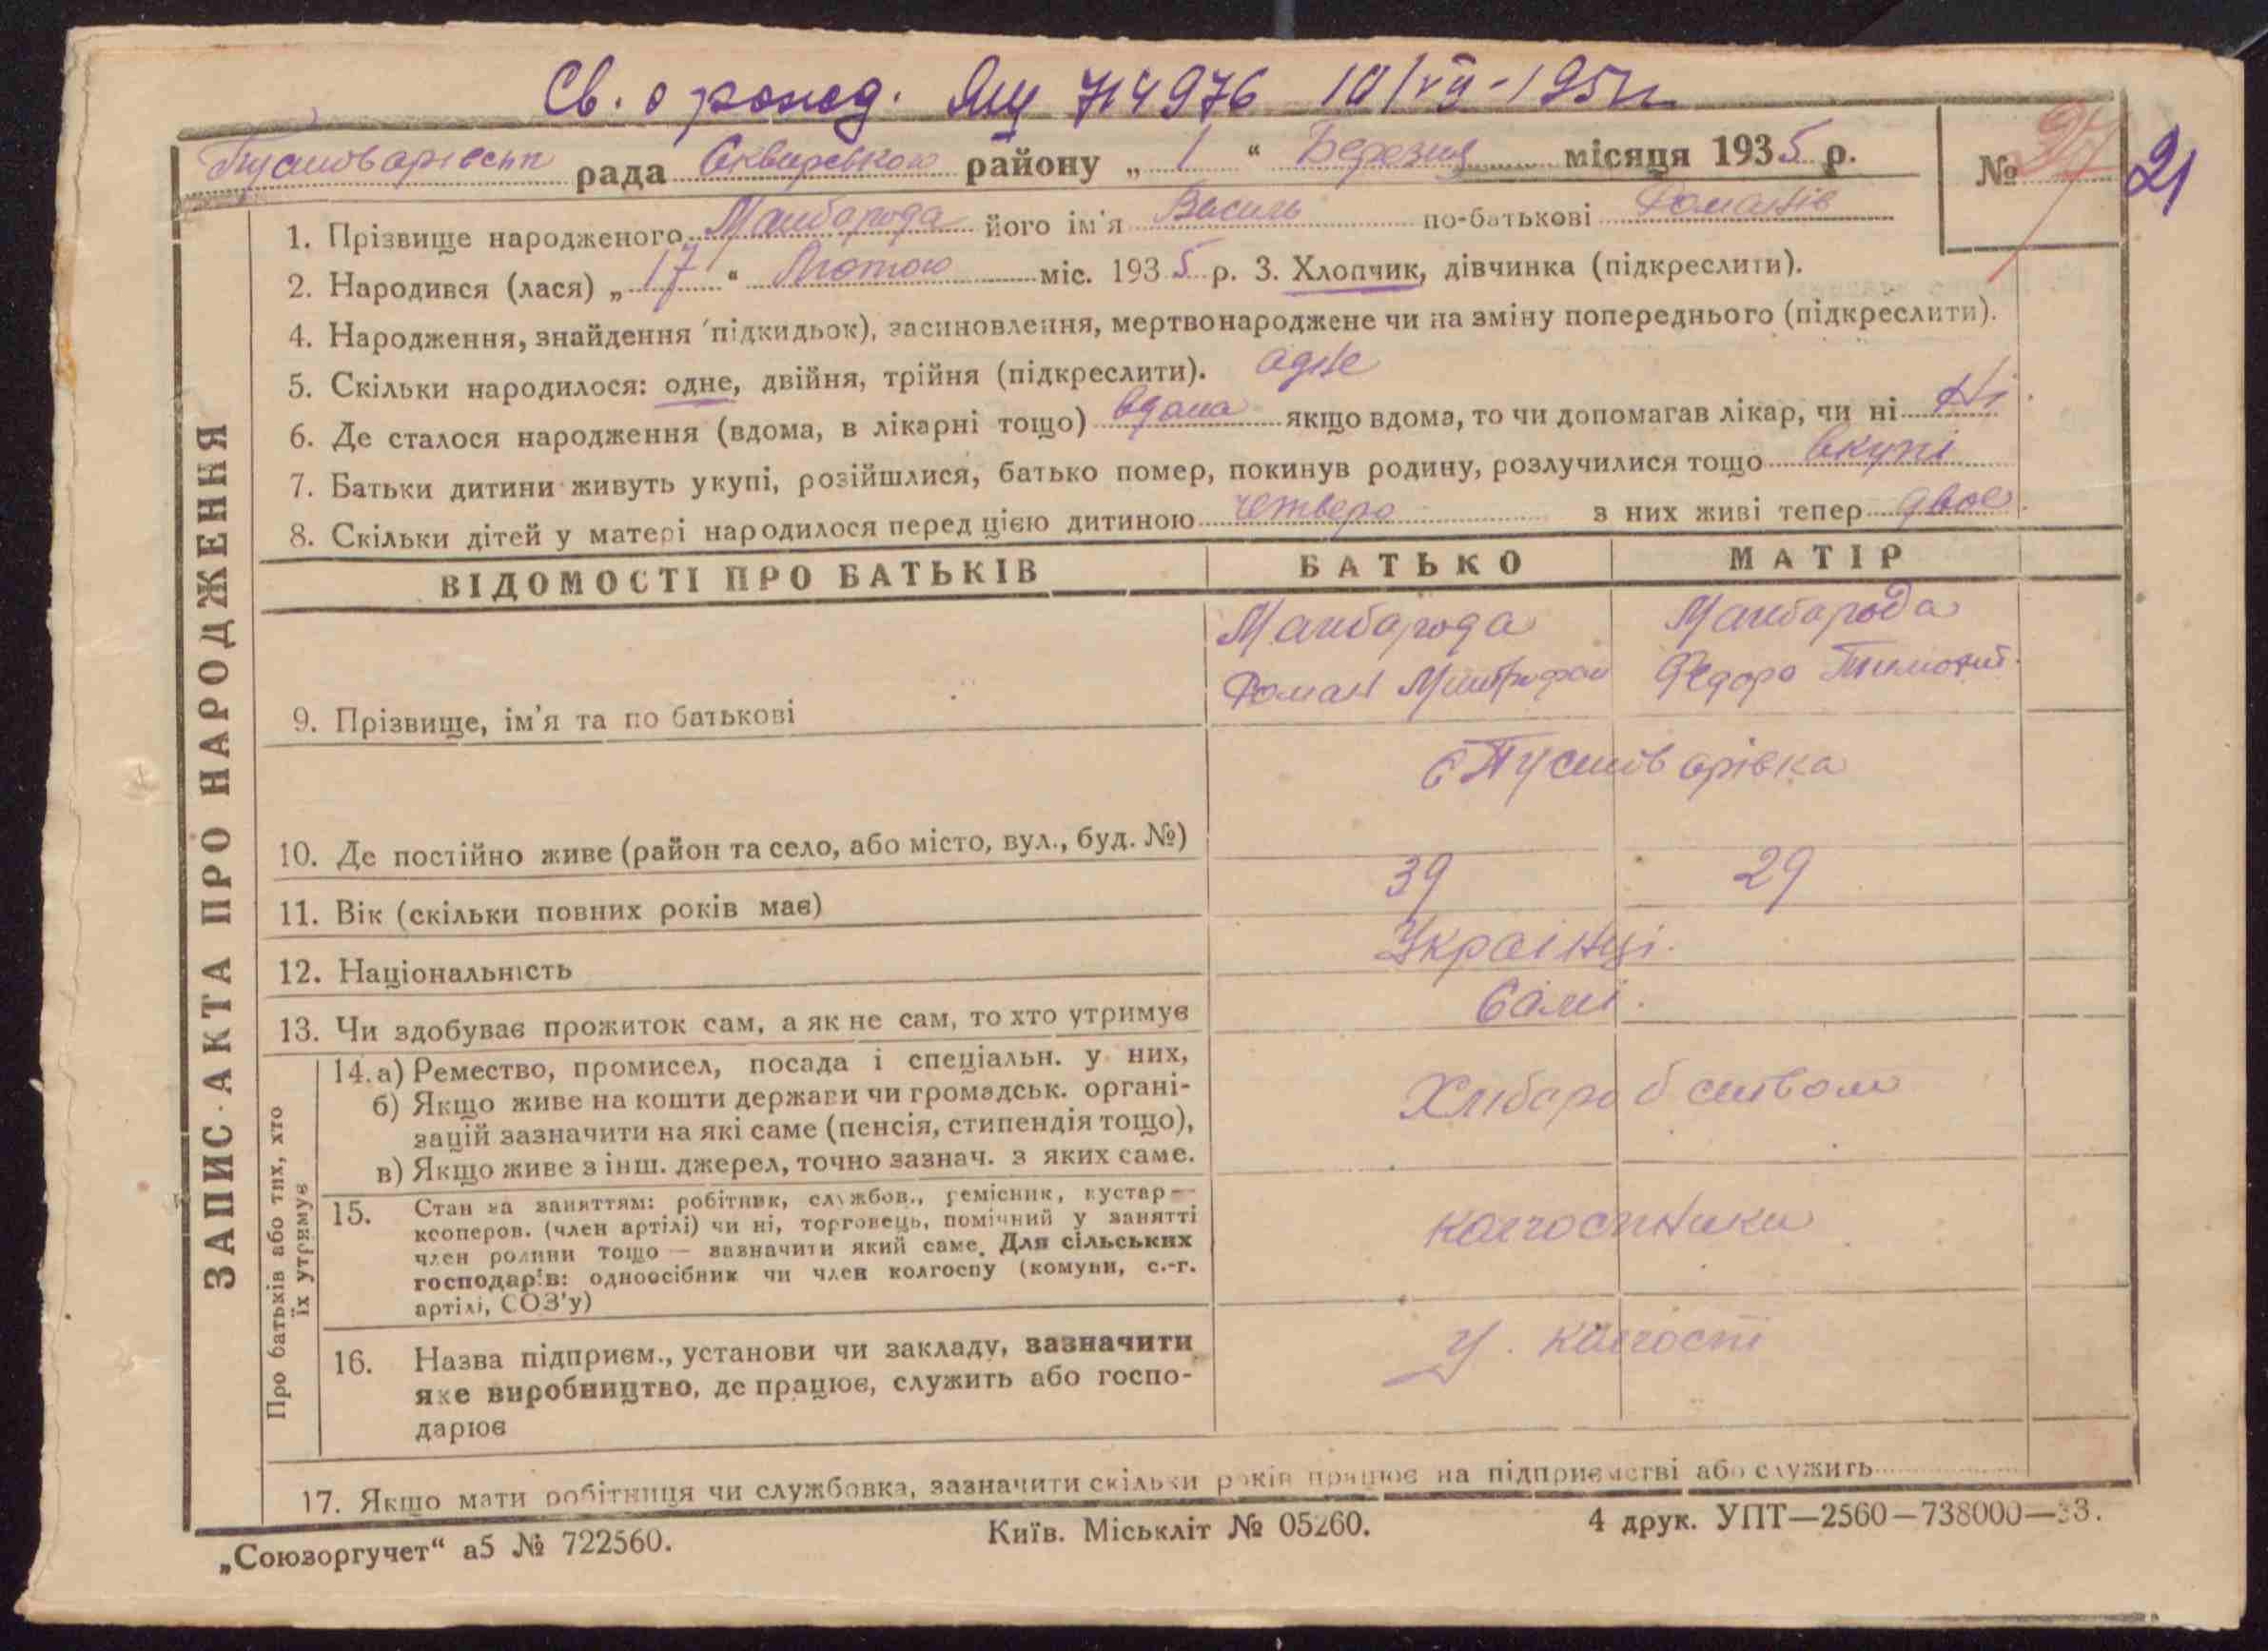 Св. о рожд. ЯЩ 714976 10/VII-195
рада Сквирського району „ 1 “ Березня місяця 1935 р. № 21
1. Прізвище народженого Манборода його ім'я Василь по-батькові Романів
2. Народився (лася) „ 17 “ Лютого міс. 1935 р. 3. Хлопчик, дівчинка (підкреслити).
4. Народження, знайдення 'підкидьок), засиновлення, мертвонароджене чи на зміну попереднього (підкреслити).
5. Скільки народилося: одне, двійня, трійня (підкреслити). одне
6. Де сталося народження (вдома, в лікарні тощо) вдома якщо вдома, то чи допомагав лікар, чи ні Ні
7. Батьки дитини живуть укупі, розійшлися, батько помер, покинув родину, розлучилися тощо вкупі
8. Скільки дітей у матері народилося перед цією дитиною четверо з них живі тепер двоє
ЗАПИС АКТА ПРО НАРОДЖЕННЯ
ВІДОМОСТІ ПРО БАТЬКІВ БАТЬКО МАТІР
Манборода Манборода
Роман Митрофан Федора Тимофії.
9. Прізвище, ім'я та по батькові
с Пустоварівка
10. Де постійно живе (район та село, або місто, вул., буд. №)
11. Вік (скільки повних років має) 39 29
12. Національність Українці.
13. Чи здобуває прожиток сам, а як не сам, то хто утримує Самі.
Про батьків або тих, хто
їх утримує
14. а) Ремество, промисел, посада і спеціальн. у них,
б) Якщо живе на кошти держави чи громадськ. органі-
зацій зазначити на які саме (пенсія, стипендія тощо),
в) Якщо живе з інш. джерел, точно зазнач. з яких саме.
Хліборобством
15. Стан за заняттям: робітник, службов., ремісник, кустар—
кооперов. (член артілі) чи ні, торговець, помічний у занятті
член родини тощо — зазначити який саме. Для сільських
господарів: одноосібник чи член колгоспу (комуни, с.-г.
артілі, СОЗ'у)
колгоспники
16. Назва підприєм., установи чи закладу, зазначити
яке виробництво, де працює, служить або госпо-
дарює
у. колгоспі
17. Якщо мати робітниця чи службовка, зазначити скільки років працює на підприємстві або служить
„Союзоргучет“ а5 № 722560. Київ. Міськліт № 05260. 4 друк. УПТ—2560—738000—33.